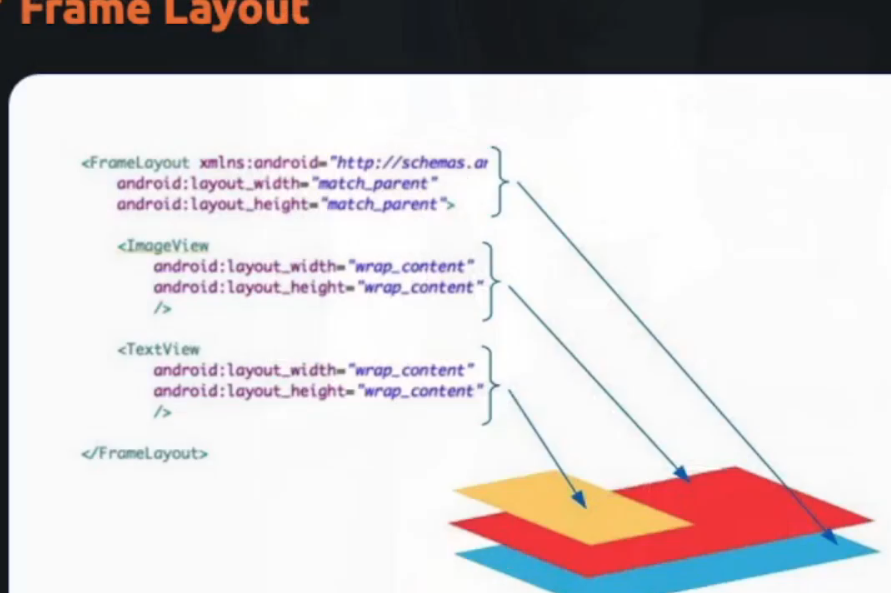 Frame Layout
<FrameLayout xmlns:android="http://schemas.ar
android:layout_width="match_parent"
android:layout_height="match_parent">
<ImageView
android:layout_width="wrap_content"
android:layout_height="wrap_content"
/>
<TextView
android:layout_width="wrap_content"
android:layout_height="wrap_content"
/>
</FrameLayout>